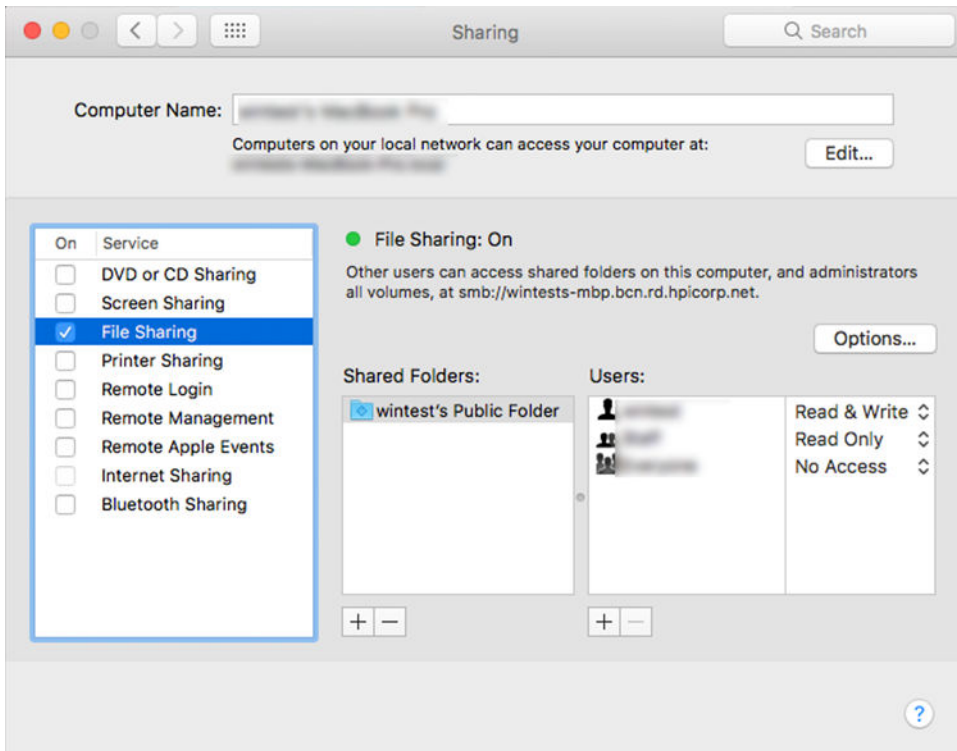 Sharing
Search
Computer Name:
Computers on your local network can access your computer at:
Edit...
On Service
DVD or CD Sharing
Screen Sharing
File Sharing
Printer Sharing
Remote Login
Remote Management
Remote Apple Events
Internet Sharing
Bluetooth Sharing
File Sharing: On
Other users can access shared folders on this computer, and administrators
all volumes, at smb://wintests-mbp.bcn.rd.hpicorp.net.
Options...
Shared Folders:
wintest's Public Folder
+ −
Users:
Read & Write
Read Only
No Access
+ −
?